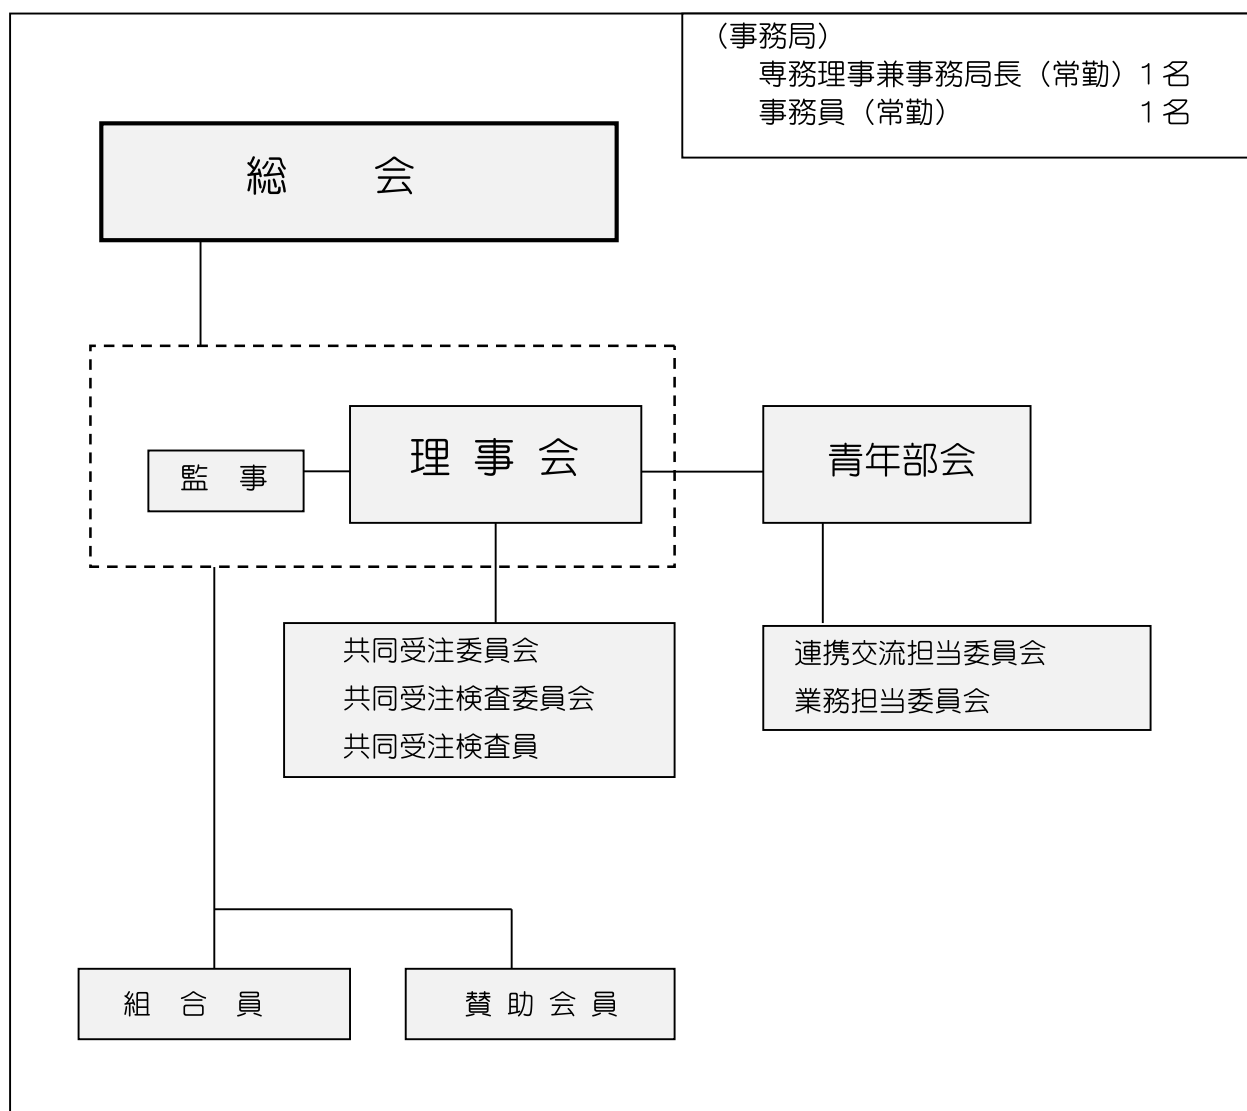 （事務局）
専務理事兼事務局長（常勤）１名
事務員（常勤）　　　　　　　１名
総　　会
監　事
理 事 会
青年部会
共同受注委員会
共同受注検査委員会
共同受注検査員
連携交流担当委員会
業務担当委員会
組　合　員
賛 助 会 員